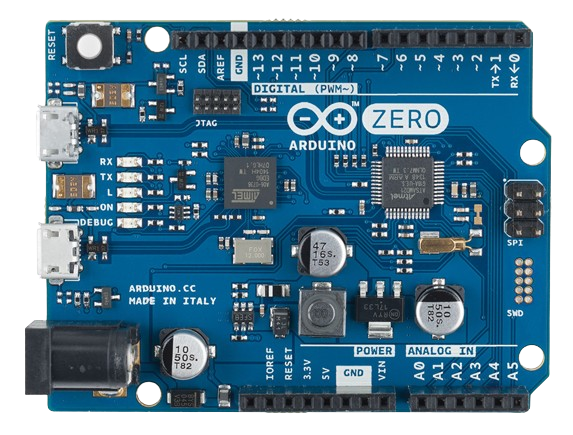 RESET
SCL
SDA
AREF
GND
~13
~12
~11
~10
~9
~8
~7
~6
~5
~4
~3
~2
TX→1
RX←0
DIGITAL (PWM~)
JTAG
™
ZERO
ARDUINO
RX
TX
L
ON
DEBUG
Atmel
SPI
47
16S.
T53
ARDUINO.CC
MADE IN ITALY
10
50S.
T82
SWD
10
50S.
T82
POWER
ANALOG IN
IOREF
RESET
3.3V
5V
GND
VIN
A0
A1
A2
A3
A4
A5